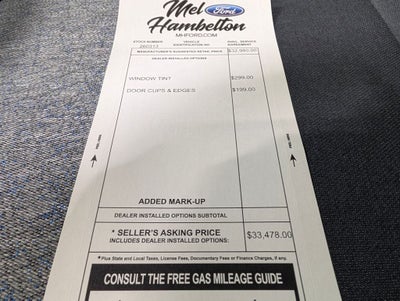 Mel Ford
Hambelton
MHFORD.COM
STOCK NUMBER VEHICLE IDENTIFICATION NO. FINAL SERVICE AGREEMENT
260313
MANUFACTURER'S SUGGESTED RETAIL PRICE $32,980.00
DEALER INSTALLED OPTIONS
WINDOW TINT $299.00
DOOR CUPS & EDGES $199.00
ADDED MARK-UP
DEALER INSTALLED OPTIONS SUBTOTAL
* SELLER'S ASKING PRICE $33,478.00
INCLUDES DEALER INSTALLED OPTIONS:
*Plus State and Local Taxes, License Fees, Documentary Fees or Finance Charges, if any.
CONSULT THE FREE GAS MILEAGE GUIDE